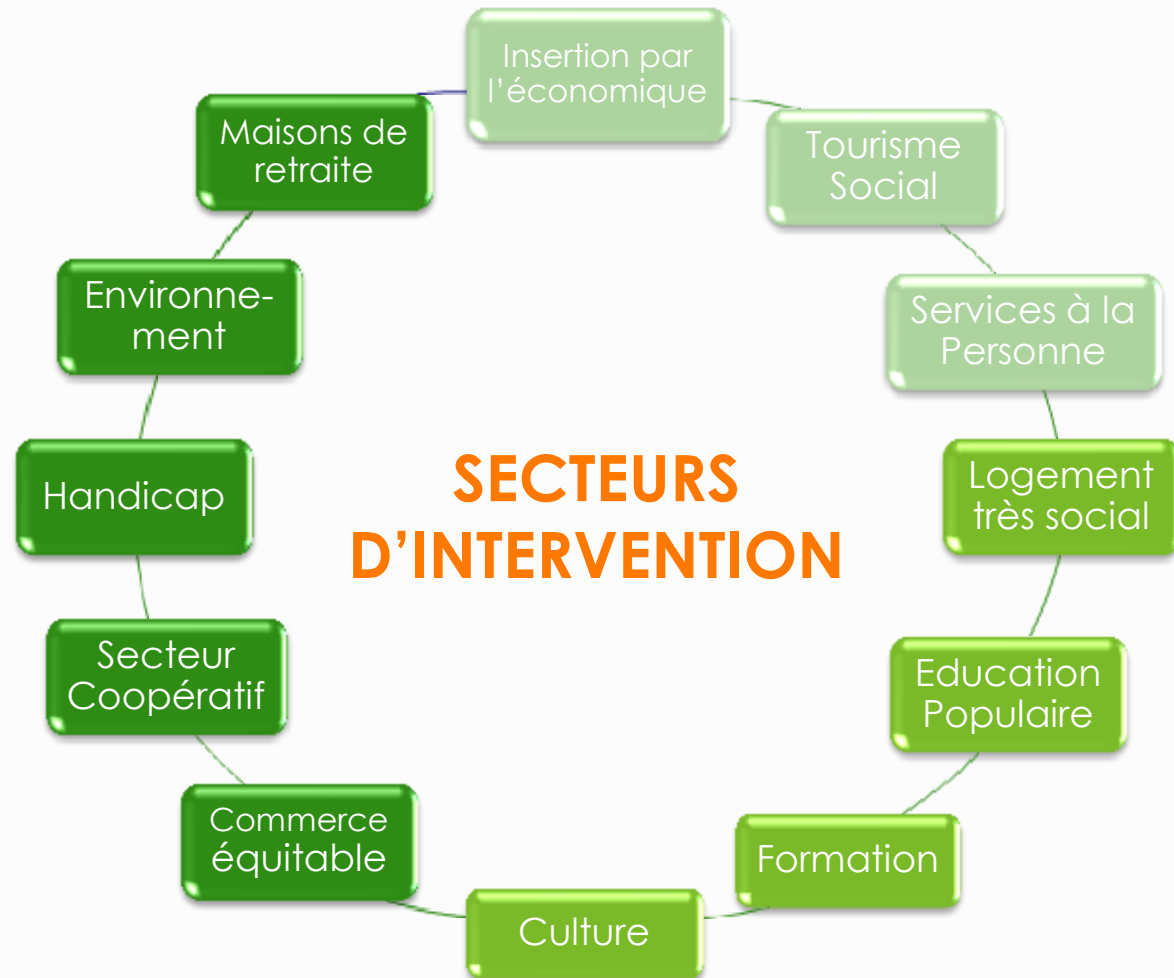 Insertion par
l’économique
Tourisme
Social
Services à la
Personne
Logement
très social
Education
Populaire
Formation
Culture
Commerce
équitable
Secteur
Coopératif
Handicap
Environne-
ment
Maisons de
retraite
SECTEURS
D’INTERVENTION